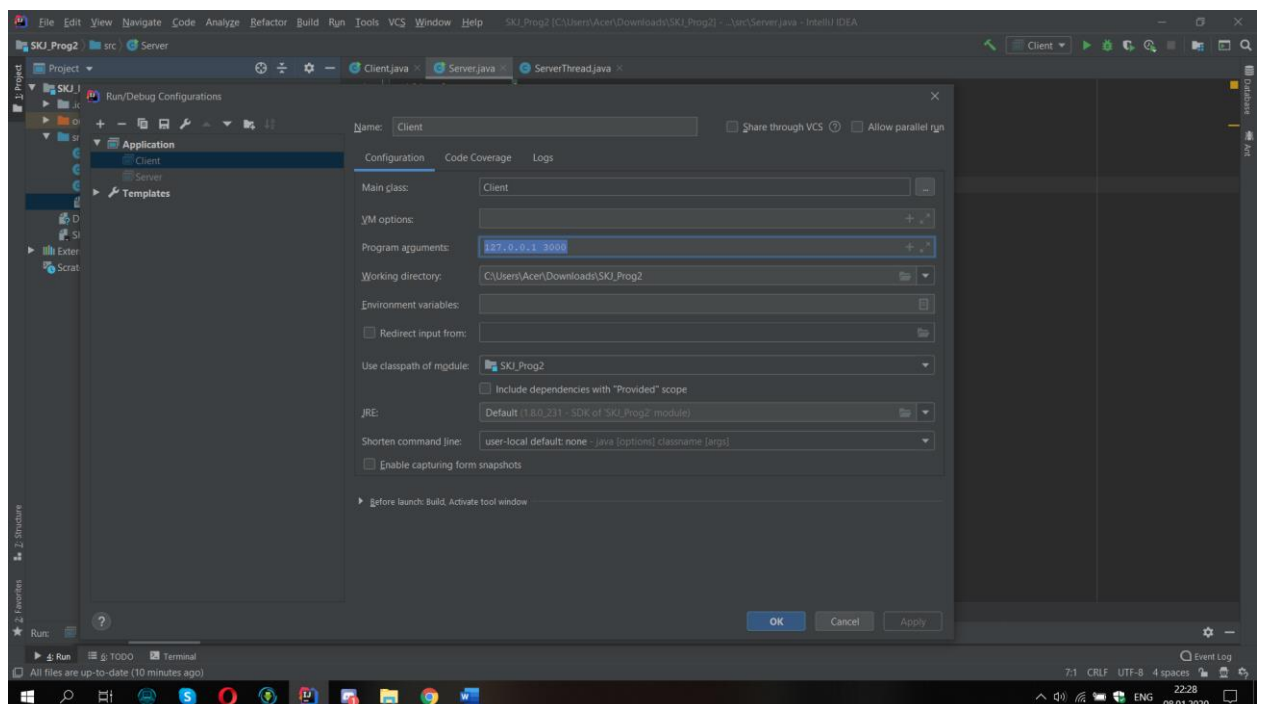 File Edit View Navigate Code Analyze Refactor Build Run Tools VCS Window Help SKJ_Prog2 [C:\Users\Acer\Downloads\SKJ_Prog2] - ...\src\Server.java - IntelliJ IDEA
SKJ_Prog2 src Server Client
1: Project
Project Client.java Server.java ServerThread.java
Database
Ant
Run/Debug Configurations
Name: Client Share through VCS Allow parallel run
Application
Client
Server
Templates
Configuration Code Coverage Logs
Main class: Client
VM options:
Program arguments: 127.0.0.1 3000
Working directory: C:\Users\Acer\Downloads\SKJ_Prog2
Environment variables:
Redirect input from:
Use classpath of module: SKJ_Prog2
Include dependencies with "Provided" scope
JRE: Default (1.8.0_231 - SDK of 'SKJ_Prog2' module)
Shorten command line: user-local default: none - java [options] classname [args]
Enable capturing form snapshots
Before launch: Build, Activate tool window
Exter
Scrat
Z: Structure
2: Favorites
? OK Cancel Apply
Run:
4: Run 6: TODO Terminal Event Log
All files are up-to-date (10 minutes ago) 7:1 CRLF UTF-8 4 spaces
ENG 22:28
08.01.2020